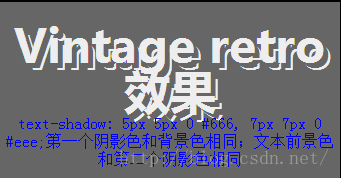 Vintage retro
效果
text-shadow: 5px 5px 0 #666, 7px 7px 0
#eee;第一个阴影色和背景色相同；文本前景色
和第二个阴影色相同